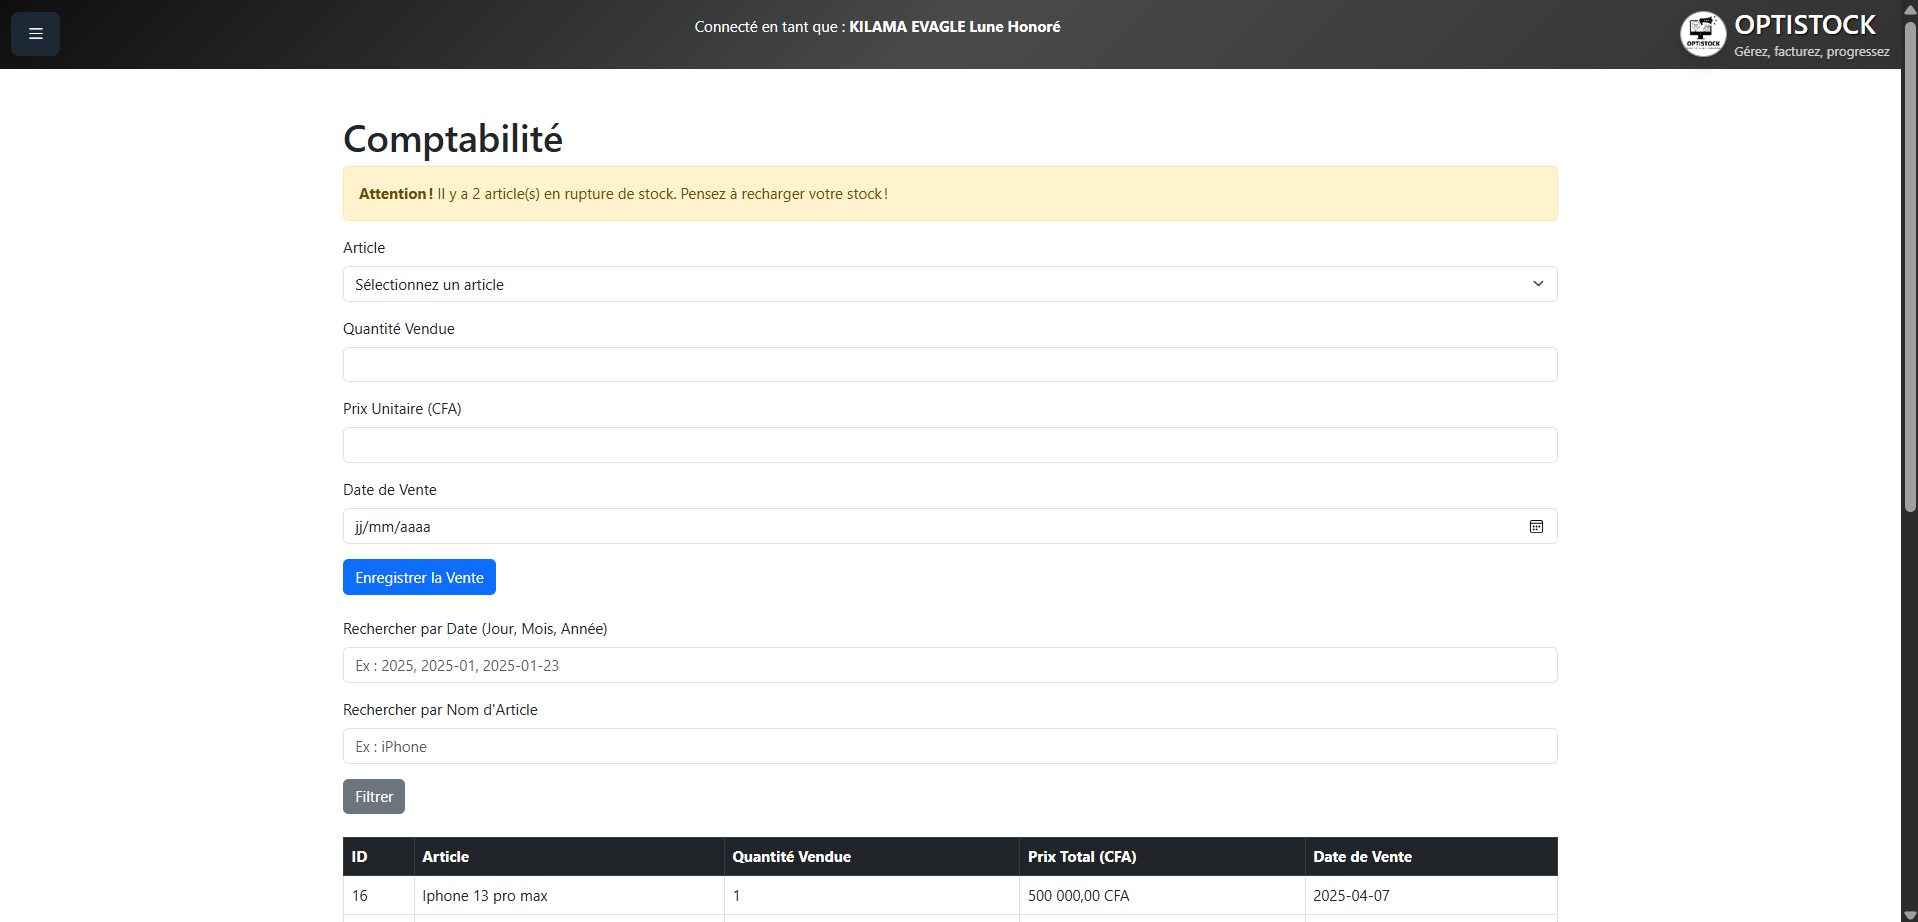 Connecté en tant que : KILAMA EVAGLE Lune Honoré
OPTISTOCK
OPTISTOCK
Gérez, facturez, progressez
Comptabilité
Attention ! Il y a 2 article(s) en rupture de stock. Pensez à recharger votre stock !
Article
Sélectionnez un article
Quantité Vendue
Prix Unitaire (CFA)
Date de Vente
jj/mm/aaaa
Enregistrer la Vente
Rechercher par Date (Jour, Mois, Année)
Ex : 2025, 2025-01, 2025-01-23
Rechercher par Nom d'Article
Ex : iPhone
Filtrer
ID Article Quantité Vendue Prix Total (CFA) Date de Vente
16 Iphone 13 pro max 1 500 000,00 CFA 2025-04-07